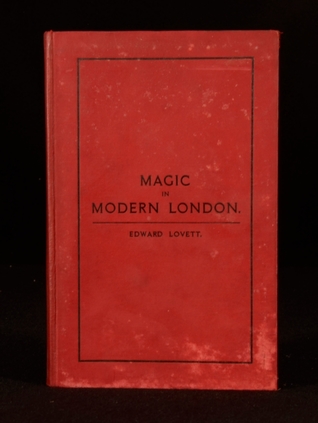 MAGIC
IN
MODERN LONDON.
EDWARD LOVETT.